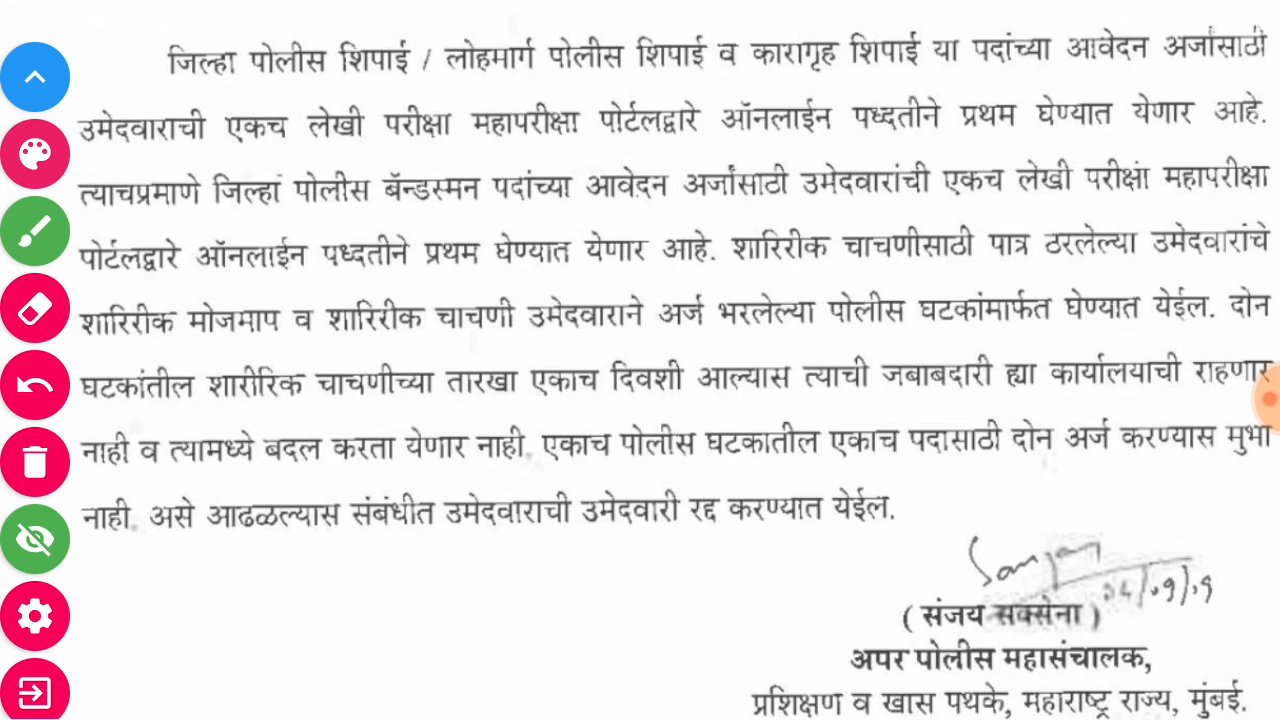 जिल्हा पोलीस शिपाई / लोहमार्ग पोलीस शिपाई व कारागृह शिपाई या पदांच्या आवेदन अर्जांसाठी
उमेदवाराची एकच लेखी परीक्षा महापरीक्षा पोर्टलद्वारे ऑनलाईन पध्दतीने प्रथम घेण्यात येणार आहे.
त्याचप्रमाणे जिल्हा पोलीस बॅन्डस्मन पदांच्या आवेदन अर्जांसाठी उमेदवारांची एकच लेखी परीक्षा महापरीक्षा
पोर्टलद्वारे ऑनलाईन पध्दतीने प्रथम घेण्यात येणार आहे. शारिरीक चाचणीसाठी पात्र ठरलेल्या उमेदवारांचे
शारिरीक मोजमाप व शारिरीक चाचणी उमेदवाराने अर्ज भरलेल्या पोलीस घटकांमार्फत घेण्यात येईल. दोन
घटकांतील शारीरिक चाचणीच्या तारखा एकाच दिवशी आल्यास त्याची जबाबदारी ह्या कार्यालयाची राहणार
नाही व त्यामध्ये बदल करता येणार नाही. एकाच पोलीस घटकातील एकाच पदासाठी दोन अर्ज करण्यास मुभा
नाही. असे आढळल्यास संबंधीत उमेदवाराची उमेदवारी रद्द करण्यात येईल.
( संजय सक्सेना )
अपर पोलीस महासंचालक,
प्रशिक्षण व खास पथके, महाराष्ट्र राज्य, मुंबई.